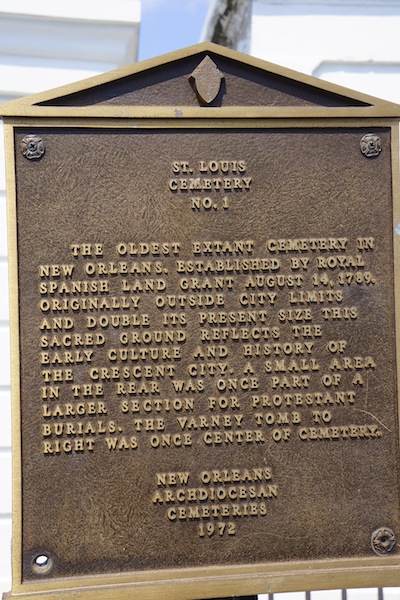 ST. LOUIS
CEMETERY
NO. 1
THE OLDEST EXTANT CEMETERY IN
NEW ORLEANS. ESTABLISHED BY ROYAL
SPANISH LAND GRANT AUGUST 14, 1789.
ORIGINALLY OUTSIDE CITY LIMITS
AND DOUBLE ITS PRESENT SIZE THIS
SACRED GROUND REFLECTS THE
EARLY CULTURE AND HISTORY OF
THE CRESCENT CITY. A SMALL AREA
IN THE REAR WAS ONCE PART OF A
LARGER SECTION FOR PROTESTANT
BURIALS. THE VARNEY TOMB TO
RIGHT WAS ONCE CENTER OF CEMETERY.
NEW ORLEANS
ARCHDIOCESAN
CEMETERIES
1972